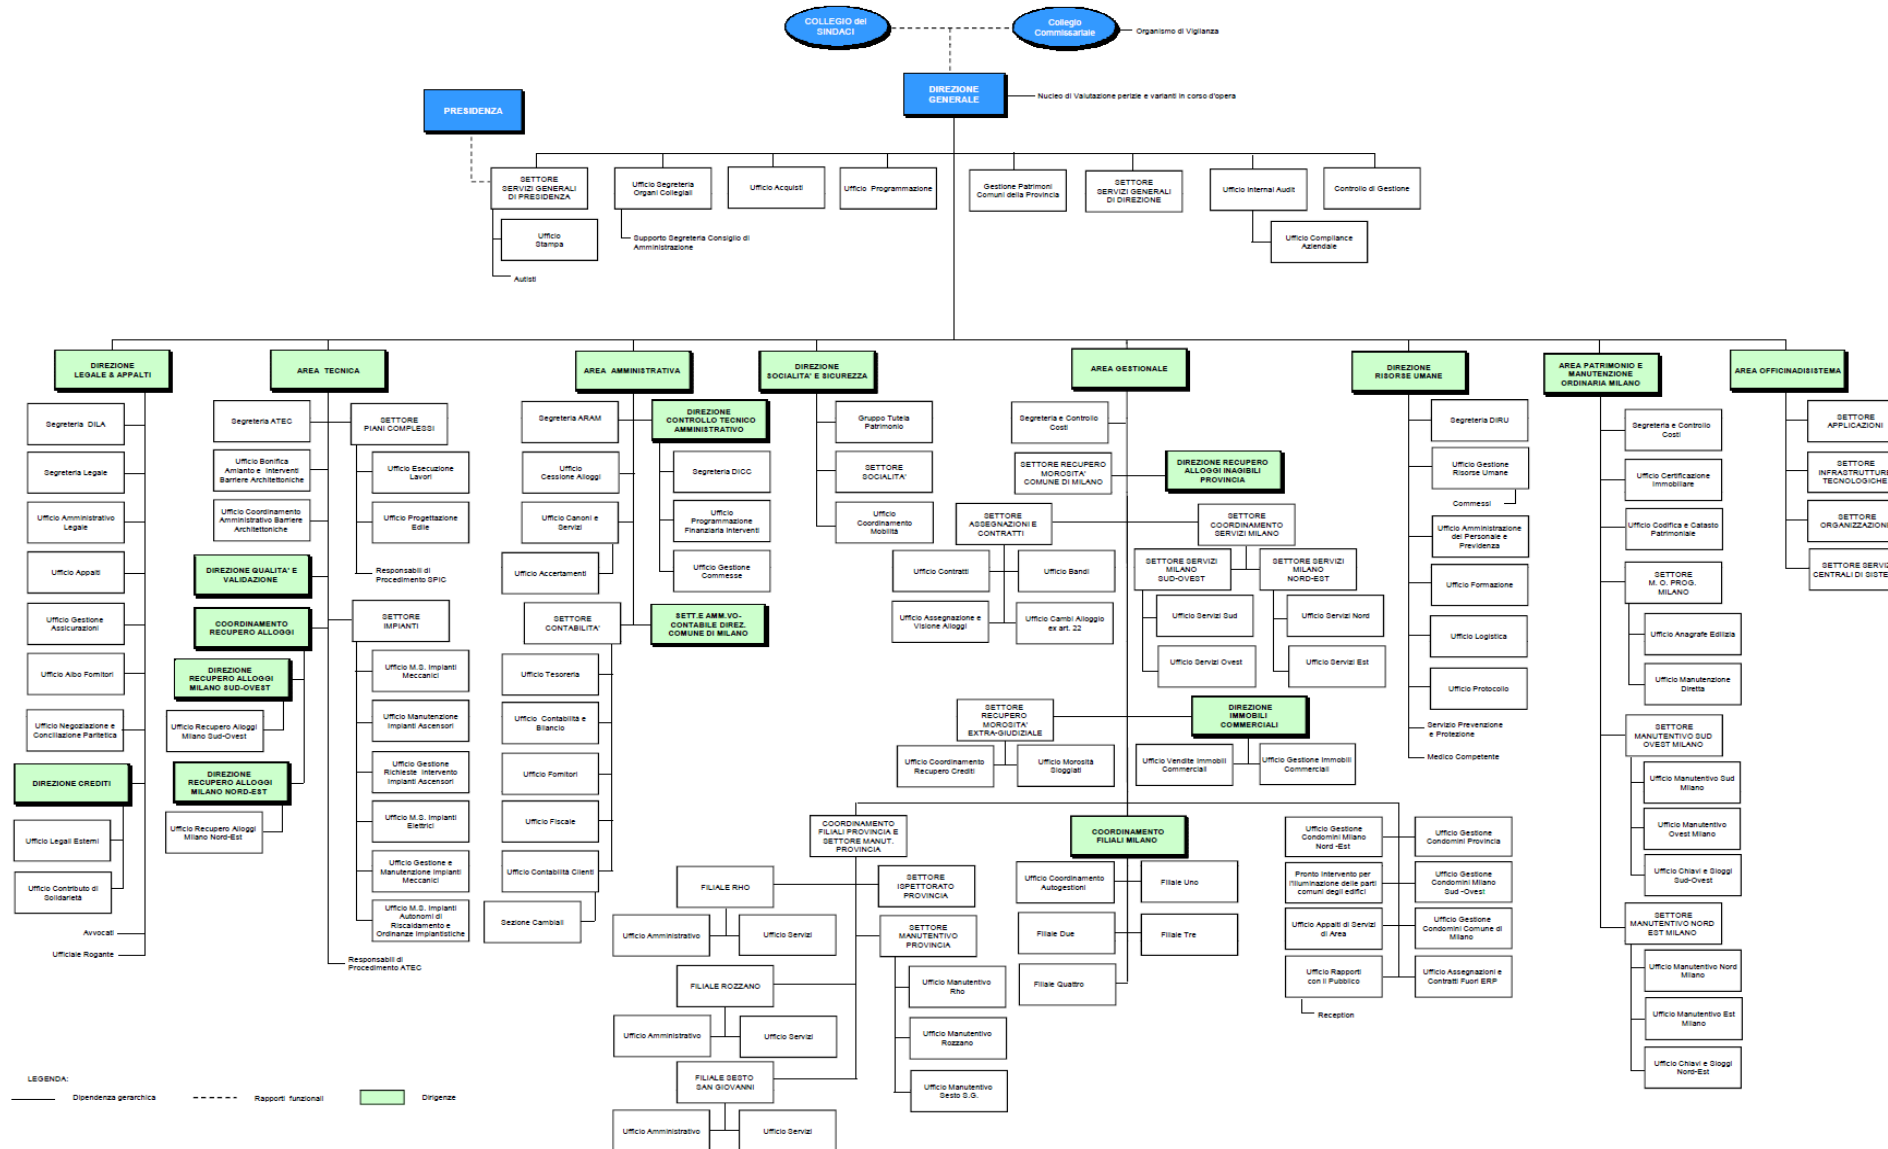 COLLEGIO dei
SINDACI
Collegio
Commissariale
Organismo di Vigilanza
DIREZIONE
GENERALE
Nucleo di Valutazione perizie e varianti in corso d'opera
PRESIDENZA
SETTORE
SERVIZI GENERALI
DI PRESIDENZA
Ufficio Segreteria
Organi Collegiali
Ufficio Acquisti
Ufficio Programmazione
Gestione Patrimoni
Comuni della Provincia
SETTORE
SERVIZI GENERALI
DI DIREZIONE
Ufficio Internal Audit
Controllo di Gestione
Ufficio
Stampa
Supporto Segreteria Consiglio di
Amministrazione
Ufficio Compliance
Aziendale
Autisti
DIREZIONE
LEGALE & APPALTI
Segreteria DILA
Segreteria Legale
Ufficio Amministrativo
Legale
Ufficio Appalti
Ufficio Gestione
Assicurazioni
Ufficio Albo Fornitori
Ufficio Negoziazione e
Conciliazione Paritetica
DIREZIONE CREDITI
Ufficio Legali Esterni
Ufficio Contributo di
Solidarietà
Avvocati
Ufficiale Rogante
AREA TECNICA
Segreteria ATEC
Ufficio Bonifica
Amianto e Interventi
Barriere Architettoniche
Ufficio Coordinamento
Amministrativo Barriere
Architettoniche
DIREZIONE QUALITA' E
VALIDAZIONE
COORDINAMENTO
RECUPERO ALLOGGI
DIREZIONE
RECUPERO ALLOGGI
MILANO SUD-OVEST
Ufficio Recupero Alloggi
Milano Sud-Ovest
DIREZIONE
RECUPERO ALLOGGI
MILANO NORD-EST
Ufficio Recupero Alloggi
Milano Nord-Est
SETTORE
PIANI COMPLESSI
Ufficio Esecuzione
Lavori
Ufficio Progettazione
Edile
Responsabili di
Procedimento SPIC
SETTORE
IMPIANTI
Ufficio M.S. Impianti
Meccanici
Ufficio Manutenzione
Impianti Ascensori
Ufficio Gestione
Richieste Intervento
Impianti Ascensori
Ufficio M.S. Impianti
Elettrici
Ufficio Gestione e
Manutenzione Impianti
Meccanici
Ufficio M.S. Impianti
Autonomi di
Riscaldamento e
Ordinanze Impiantistiche
Responsabili di
Procedimento ATEC
AREA AMMINISTRATIVA
Segreteria ARAM
Ufficio
Cessione Alloggi
Ufficio Canoni e
Servizi
Ufficio Accertamenti
SETTORE
CONTABILITA'
Ufficio Tesoreria
Ufficio Contabilità e
Bilancio
Ufficio Fornitori
Ufficio Fiscale
Ufficio Contabilità Clienti
Sezione Cambiali
DIREZIONE
CONTROLLO TECNICO
AMMINISTRATIVO
Segreteria DICC
Ufficio
Programmazione
Finanziaria Interventi
Ufficio Gestione
Commesse
SETT.E AMM.VO-
CONTABILE DIREZ.
COMUNE DI MILANO
DIREZIONE
SOCIALITA' E SICUREZZA
Gruppo Tutela
Patrimonio
SETTORE
SOCIALITA'
Ufficio
Coordinamento
Mobilità
AREA GESTIONALE
Segreteria e Controllo
Costi
SETTORE RECUPERO
MOROSITA'
COMUNE DI MILANO
DIREZIONE RECUPERO
ALLOGGI INAGIBILI
PROVINCIA
SETTORE
ASSEGNAZIONI E
CONTRATTI
SETTORE
COORDINAMENTO
SERVIZI MILANO
Ufficio Contratti
Ufficio Bandi
SETTORE SERVIZI
MILANO
SUD-OVEST
SETTORE SERVIZI
MILANO
NORD-EST
Ufficio Assegnazione e
Visione Alloggi
Ufficio Cambi Alloggio
ex art. 22
Ufficio Servizi Sud
Ufficio Servizi Nord
Ufficio Servizi Ovest
Ufficio Servizi Est
SETTORE
RECUPERO
MOROSITA'
EXTRA-GIUDIZIALE
DIREZIONE
IMMOBILI
COMMERCIALI
Ufficio Coordinamento
Recupero Crediti
Ufficio Morosità
Sloggiati
Ufficio Vendite Immobili
Commerciali
Ufficio Gestione Immobili
Commerciali
COORDINAMENTO
FILIALI PROVINCIA E
SETTORE MANUT.
PROVINCIA
FILIALE RHO
SETTORE
ISPETTORATO
PROVINCIA
Ufficio Amministrativo
Ufficio Servizi
SETTORE
MANUTENTIVO
PROVINCIA
FILIALE ROZZANO
Ufficio Manutentivo
Rho
Ufficio Amministrativo
Ufficio Servizi
Ufficio Manutentivo
Rozzano
FILIALE SESTO
SAN GIOVANNI
Ufficio Manutentivo
Sesto S.G.
Ufficio Amministrativo
Ufficio Servizi
COORDINAMENTO
FILIALI MILANO
Ufficio Coordinamento
Autogestioni
Filiale Uno
Filiale Due
Filiale Tre
Filiale Quattro
Ufficio Gestione
Condomini Milano
Nord -Est
Ufficio Gestione
Condomini Provincia
Pronto Intervento per
l'illuminazione delle parti
comuni degli edifici
Ufficio Gestione
Condomini Milano
Sud -Ovest
Ufficio Appalti di Servizi
di Area
Ufficio Gestione
Condomini Comune di
Milano
Ufficio Rapporti
con il Pubblico
Ufficio Assegnazioni e
Contratti Fuori ERP
Reception
DIREZIONE
RISORSE UMANE
Segreteria DIRU
Ufficio Gestione
Risorse Umane
Commessi
Ufficio Amministrazione
del Personale e
Previdenza
Ufficio Formazione
Ufficio Logistica
Ufficio Protocollo
Servizio Prevenzione
e Protezione
Medico Competente
AREA PATRIMONIO E
MANUTENZIONE
ORDINARIA MILANO
Segreteria e Controllo
Costi
Ufficio Certificazione
Immobiliare
Ufficio Codifica e Catasto
Patrimoniale
SETTORE
M. O. PROG.
MILANO
Ufficio Anagrafe Edilizia
Ufficio Manutenzione
Diretta
SETTORE
MANUTENTIVO SUD
OVEST MILANO
Ufficio Manutentivo Sud
Milano
Ufficio Manutentivo
Ovest Milano
Ufficio Chiavi e Sloggi
Sud-Ovest
SETTORE
MANUTENTIVO NORD
EST MILANO
Ufficio Manutentivo Nord
Milano
Ufficio Manutentivo Est
Milano
Ufficio Chiavi e Sloggi
Nord-Est
AREA OFFICINADISISTEMA
SETTORE
APPLICAZIONI
SETTORE
INFRASTRUTTURE
TECNOLOGICHE
SETTORE
ORGANIZZAZIONE
SETTORE SERVIZI
CENTRALI DI SISTE
LEGENDA:
Dipendenza gerarchica
Rapporti funzionali
Dirigenze